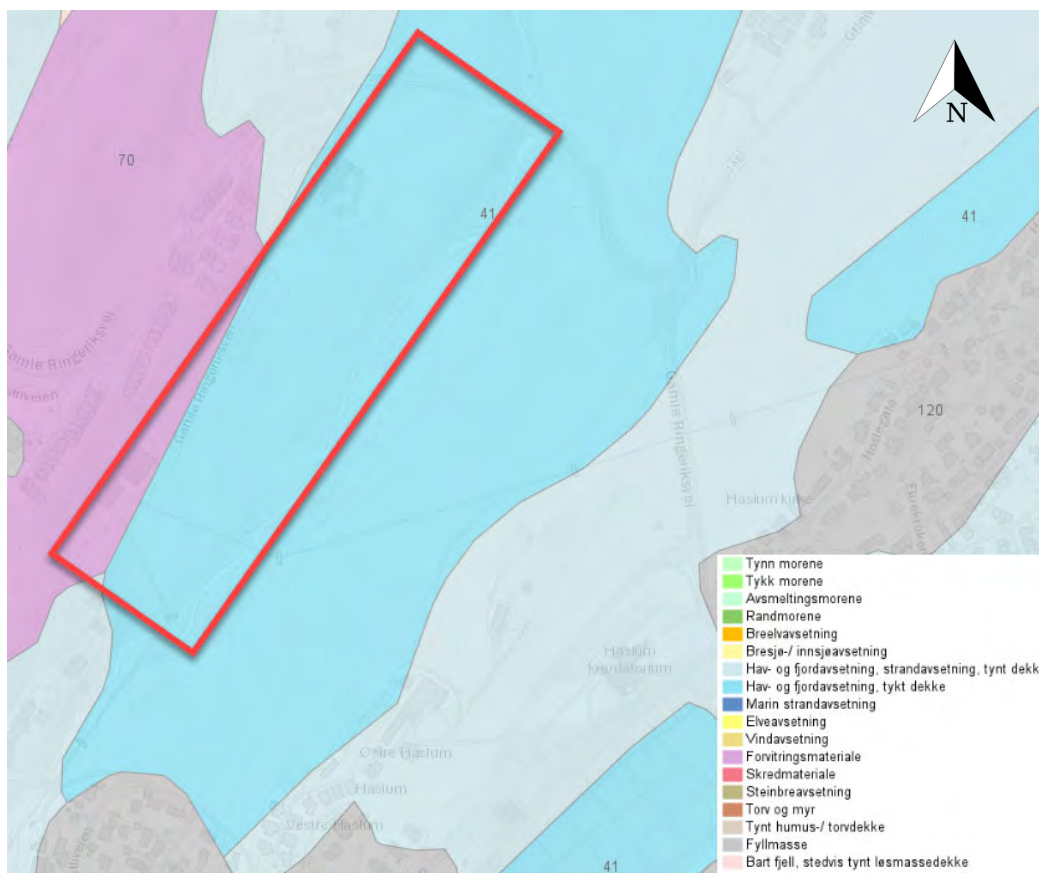 70
41
41
N
Gamle Ringeriksvei
Gamle Ringeriksvei
Gamle Ringeriksvei
120
Haslum kirke
Haslum
krematorium
Østre Haslum
Haslum
Vestre Haslum
41
Tynn morene
Tykk morene
Avsmeltingsmorene
Randmorene
Breelvavsetning
Bresjø-/ innsjøavsetning
Hav- og fjordavsetning, strandavsetning, tynt dekk
Hav- og fjordavsetning, tykt dekke
Marin strandavsetning
Elveavsetning
Vindavsetning
Forvitringsmateriale
Skredmateriale
Steinbreavsetning
Torv og myr
Tynt humus-/ torvdekke
Fyllmasse
Bart fjell, stedvis tynt løsmassedekke